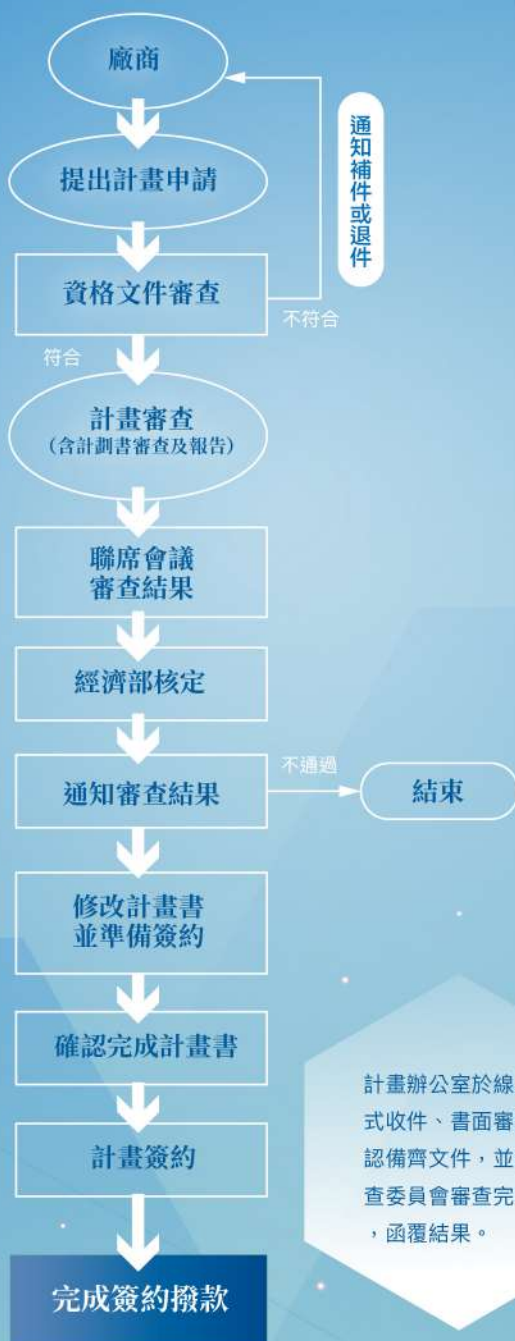 廠商
通知補件或退件
提出計畫申請
資格文件審查
不符合
符合
計畫審查
（含計劃書審查及報告）
聯席會議
審查結果
經濟部核定
不通過
通知審查結果
結束
修改計畫書
並準備簽約
確認完成計畫書
計畫簽約
完成簽約撥款
計畫辦公室於線
式收件、書面審
認備齊文件，並
查委員會審查完
，函覆結果。